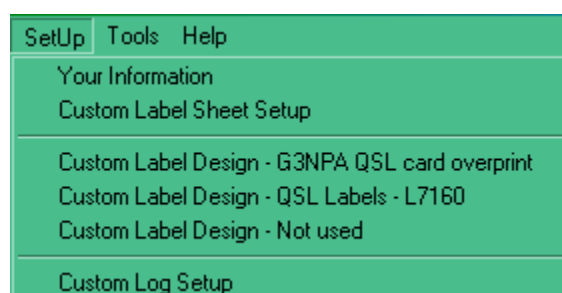 SetUp Tools Help
Your Information
Custom Label Sheet Setup
Custom Label Design - G3NPA QSL card overprint
Custom Label Design - QSL Labels - L7160
Custom Label Design - Not used
Custom Log Setup